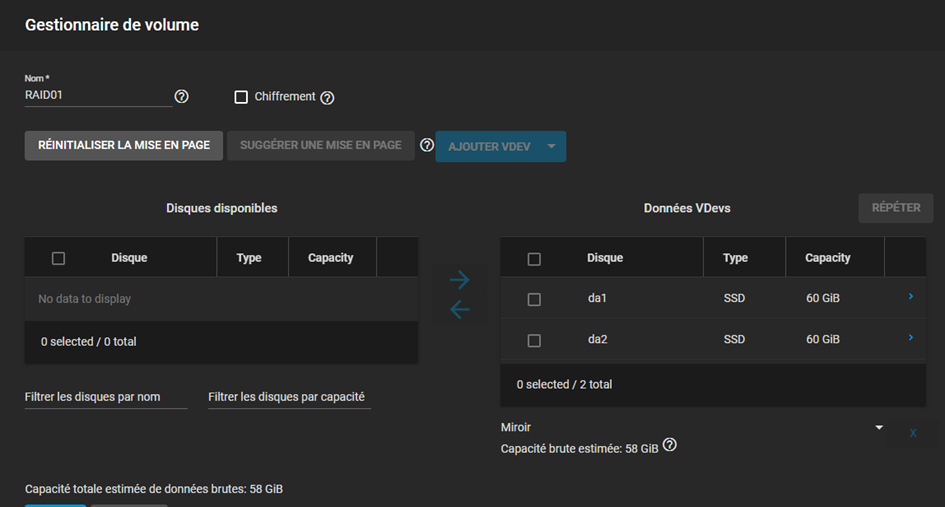 Gestionnaire de volume
Nom *
RAID01
Chiffrement
RÉINITIALISER LA MISE EN PAGE
SUGGÉRER UNE MISE EN PAGE
AJOUTER VDEV
Disques disponibles
Données VDevs
RÉPÉTER
Disque Type Capacity
Disque Type Capacity
No data to display
da1 SSD 60 GiB
da2 SSD 60 GiB
0 selected / 0 total
0 selected / 2 total
Filtrer les disques par nom
Filtrer les disques par capacité
Miroir
X
Capacité brute estimée: 58 GiB
Capacité totale estimée de données brutes: 58 GiB